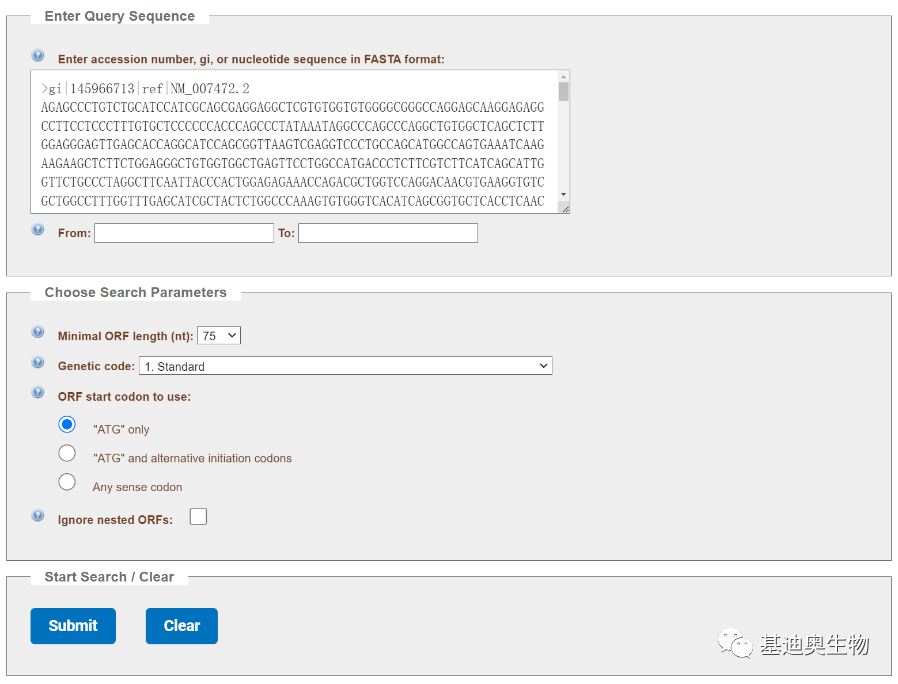 Enter Query Sequence
Enter accession number, gi, or nucleotide sequence in FASTA format:
>gi|145966713|ref|NM_007472.2
AGAGCCCTGTCTGCATCCATCGCAGCGAGGAGGCTCGTGTGGTGTGGGGCGGGCCAGGAGCAAGGAGAGG
CCTTCCTCCCTTTGTGCTCCCCCCACCCAGCCCTATAAATAGGCCCAGCCCAGGCTGTGGCTCAGCTCTT
GGAGGGAGTTGAGCACCAGGCATCCAGCGGTTAAGTCGAGGTCCCTGCCAGCATGGCCAGTGAAATCAAG
AAGAAGCTCTTCTGGAGGGCTGTGGTGGCTGAGTTCCTGGCCATGACCCTCTTCGTCTTCATCAGCATTG
GTTCTGCCCTAGGCTTCAATTACCCACTGGAGAGAAACCAGACGCTGGTCCAGGACAACGTGAAGGTGTC
GCTGGCCTTTGGTTTGAGCATCGCTACTCTGGCCCAAAGTGTGGGTCACATCAGCGGTGCTCACCTCAAC
From:
To:
Choose Search Parameters
Minimal ORF length (nt): 75
Genetic code: 1. Standard
ORF start codon to use:
"ATG" only
"ATG" and alternative initiation codons
Any sense codon
Ignore nested ORFs:
Start Search / Clear
Submit
Clear
基迪奥生物